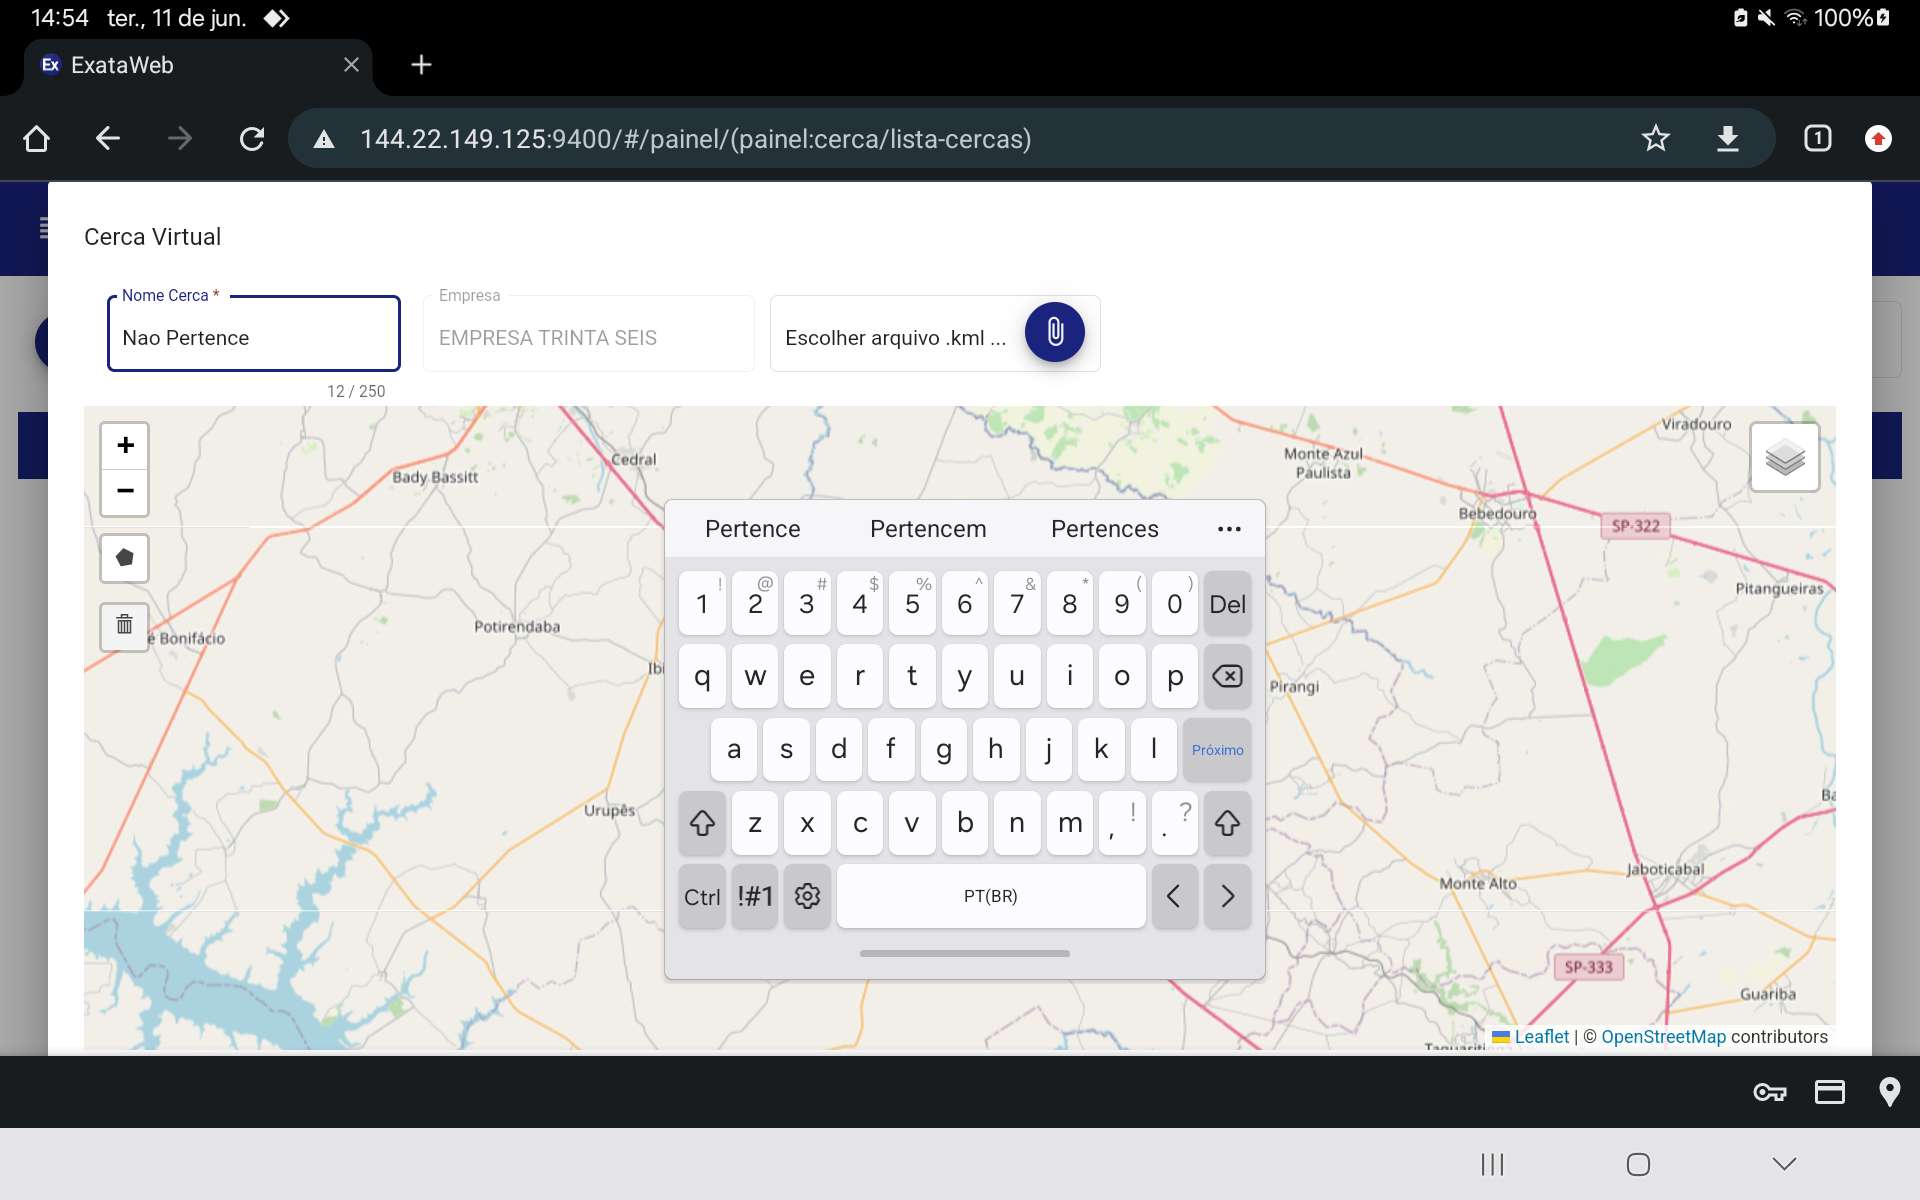 14:54 ter., 11 de jun.
100%
Ex ExataWeb
144.22.149.125:9400/#/painel/(painel:cerca/lista-cercas)
1
Cerca Virtual
Nome Cerca *
Nao Pertence
12 / 250
Empresa
EMPRESA TRINTA SEIS
Escolher arquivo .kml ...
+
−
Viradouro
Cedral
Monte Azul
Paulista
Bady Bassitt
Bebedouro
SP-322
Pitangueiras
Potirendaba
é Bonifácio
Ibi
Pirangi
Urupês
Ba
Jaboticabal
Monte Alto
SP-333
Guariba
Pertence Pertencem Pertences ...
! @ # $ % ^ & * ( )
1 2 3 4 5 6 7 8 9 0 Del
q w e r t y u i o p
a s d f g h j k l Próximo
z x c v b n m , ! . ?
Ctrl !#1 PT(BR) < >
Leaflet | © OpenStreetMap contributors